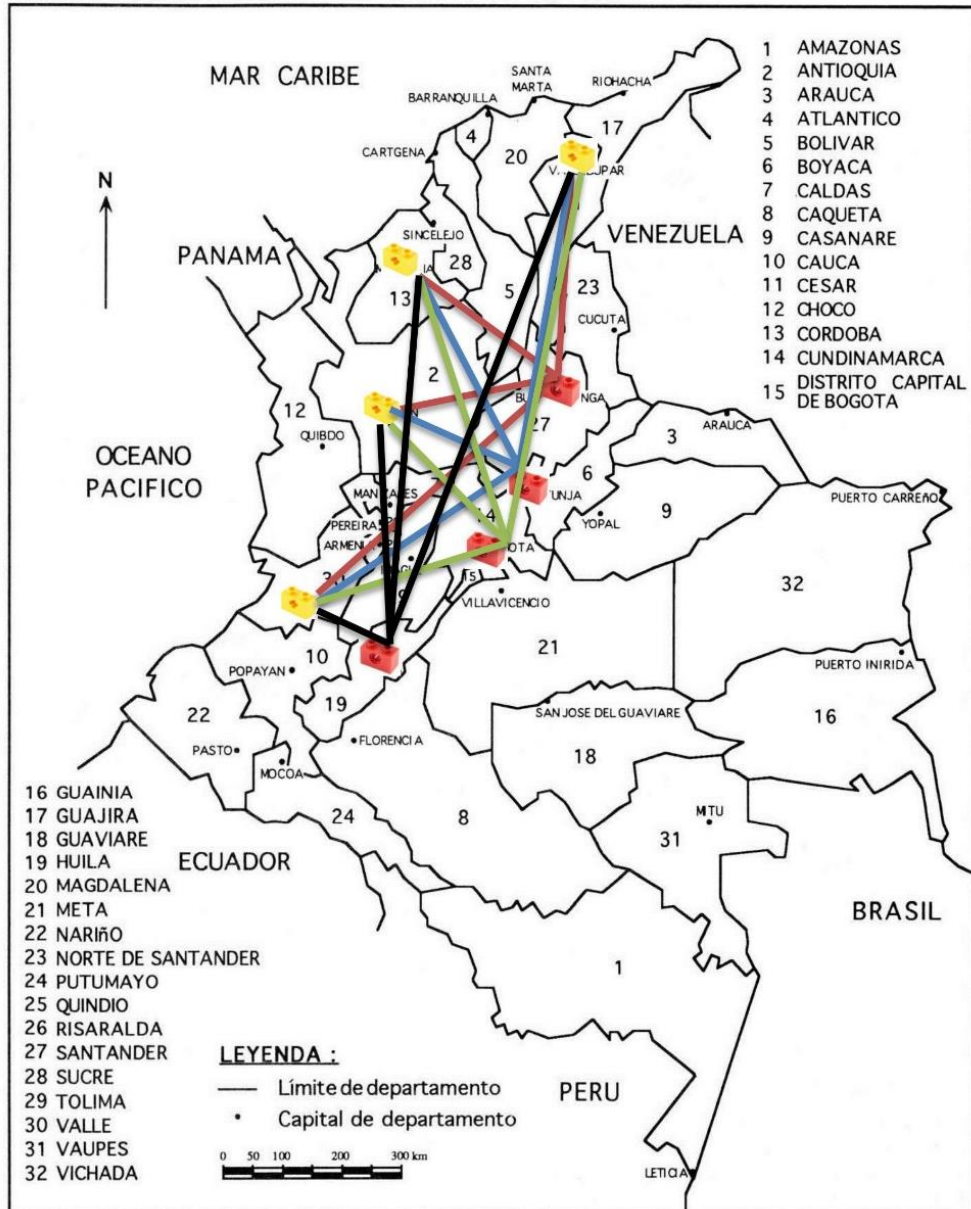 MAR CARIBE
SANTA
MARTA
RIOHACHA
BARRANQUILLA
CARTGENA
4
20
17
1 AMAZONAS
2 ANTIOQUIA
3 ARAUCA
4 ATLANTICO
5 BOLIVAR
6 BOYACA
7 CALDAS
8 CAQUETA
9 CASANARE
10 CAUCA
11 CESAR
12 CHOCO
13 CORDOBA
14 CUNDINAMARCA
15 DISTRITO CAPITAL
DE BOGOTA
N
PANAMA
SINCELEJO
VENEZUELA
28
13
5
23
CUCUTA
2
12
QUIBDO
27
3
ARAUCA
OCEANO
PACIFICO
6
YOPAL
9
PUERTO CARREñO
PEREIRA
15
VILLAVICENCIO
32
21
10
POPAYAN
PUERTO INIRIDA
19
22
SAN JOSE DEL GUAVIARE
16
FLORENCIA
PASTO
18
MOCOA
24
8
MITU
31
ECUADOR
BRASIL
1
16 GUAINIA
17 GUAJIRA
18 GUAVIARE
19 HUILA
20 MAGDALENA
21 META
22 NARIñO
23 NORTE DE SANTANDER
24 PUTUMAYO
25 QUINDIO
26 RISARALDA
27 SANTANDER
28 SUCRE
29 TOLIMA
30 VALLE
31 VAUPES
32 VICHADA
LEYENDA :
Límite de departamento
Capital de departamento
0 50 100 200 300 km
PERU
LETICIA